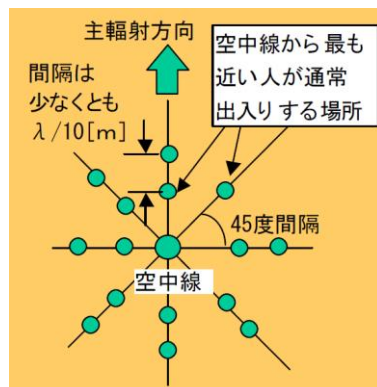 主輻射方向
空中線から最も
近い人が通常
出入りする場所
間隔は
少なくとも
λ/10[m]
45度間隔
空中線